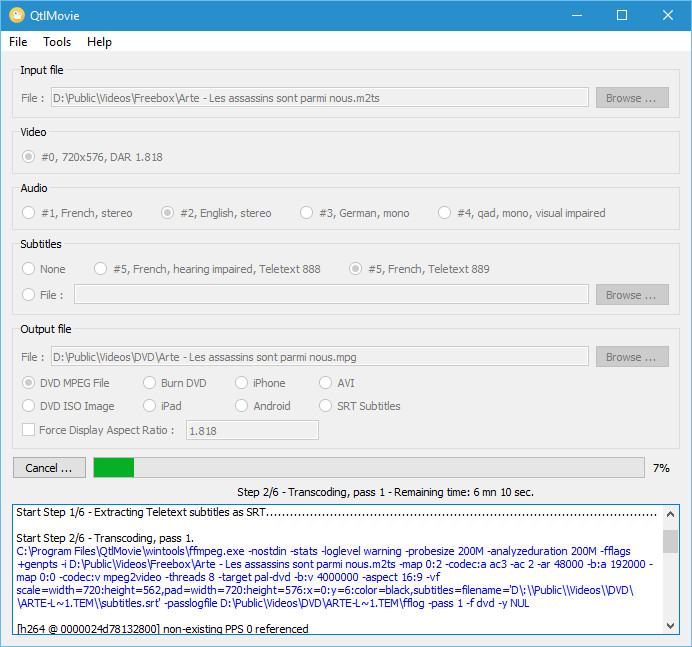 QtlMovie
File Tools Help
Input file
File : D:\Public\Videos\Freebox\Arte - Les assassins sont parmi nous.m2ts Browse ...
Video
#0, 720x576, DAR 1.818
Audio
#1, French, stereo #2, English, stereo #3, German, mono #4, qad, mono, visual impaired
Subtitles
None #5, French, hearing impaired, Teletext 888 #5, French, Teletext 889
File : Browse ...
Output file
File : D:\Public\Videos\DVD\Arte - Les assassins sont parmi nous.mpg Browse ...
DVD MPEG File Burn DVD iPhone AVI
DVD ISO Image iPad Android SRT Subtitles
Force Display Aspect Ratio : 1.818
Cancel ... 7%
Step 2/6 - Transcoding, pass 1 - Remaining time: 6 mn 10 sec.
Start Step 1/6 - Extracting Teletext subtitles as SRT....................................................................................................
Start Step 2/6 - Transcoding, pass 1.
C:\Program Files\QtlMovie\wintools\ffmpeg.exe -nostdin -stats -loglevel warning -probesize 200M -analyzeduration 200M -fflags
+genpts -i D:\Public\Videos\Freebox\Arte - Les assassins sont parmi nous.m2ts -map 0:2 -codec:a ac3 -ac 2 -ar 48000 -b:a 192000 -
map 0:0 -codec:v mpeg2video -threads 8 -target pal-dvd -b:v 4000000 -aspect 16:9 -vf
scale=width=720:height=562,pad=width=720:height=576:x=0:y=6:color=black,subtitles=filename='D\:\\Public\\Videos\\DVD\
\ARTE-L~1.TEM\\subtitles.srt' -passlogfile D:\Public\Videos\DVD\ARTE-L~1.TEM\fflog -pass 1 -f dvd -y NUL
[h264 @ 0000024d78132800] non-existing PPS 0 referenced